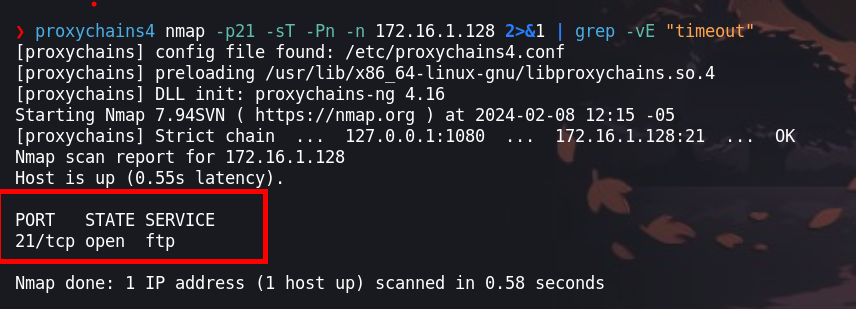 ❯ proxychains4 nmap -p21 -sT -Pn -n 172.16.1.128 2>&1 | grep -vE "timeout"
[proxychains] config file found: /etc/proxychains4.conf
[proxychains] preloading /usr/lib/x86_64-linux-gnu/libproxychains.so.4
[proxychains] DLL init: proxychains-ng 4.16
Starting Nmap 7.94SVN ( https://nmap.org ) at 2024-02-08 12:15 -05
[proxychains] Strict chain  ...  127.0.0.1:1080  ...  172.16.1.128:21  ...  OK
Nmap scan report for 172.16.1.128
Host is up (0.55s latency).
PORT   STATE SERVICE
21/tcp open  ftp
Nmap done: 1 IP address (1 host up) scanned in 0.58 seconds